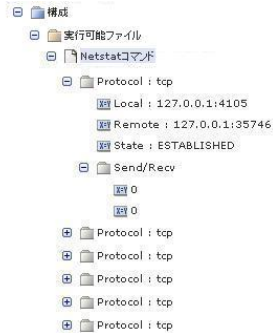 構成
実行可能ファイル
Netstatコマンド
Protocol : tcp
X=Y Local : 127.0.0.1:4105
X=Y Remote : 127.0.0.1:35746
X=Y State : ESTABLISHED
Send/Recv
X=Y 0
X=Y 0
Protocol : tcp
Protocol : tcp
Protocol : tcp
Protocol : tcp
Protocol : tcp